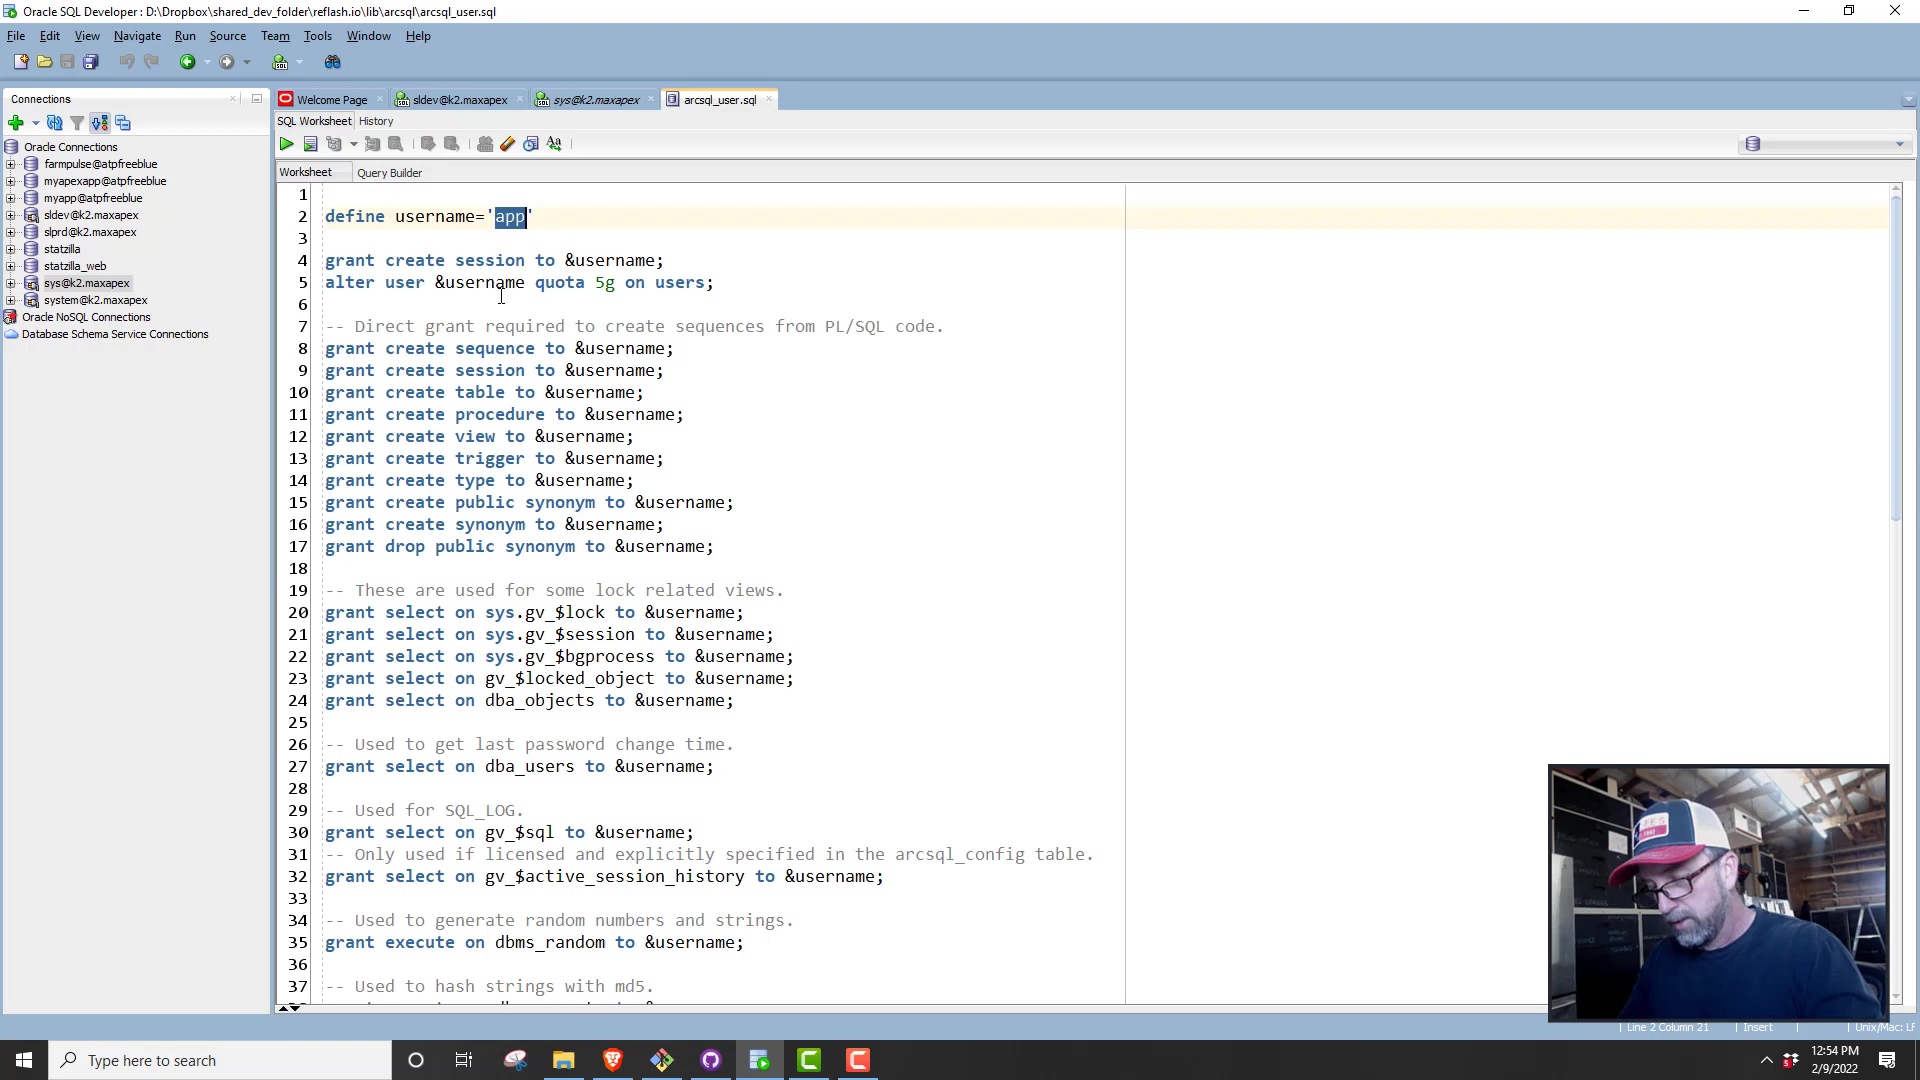 Oracle SQL Developer : D:\Dropbox\shared_dev_folder\reflash.io\lib\arcsql\arcsql_user.sql
File Edit View Navigate Run Source Team Tools Window Help
Connections
Oracle Connections
farmpulse@atpfreeblue
myapexapp@atpfreeblue
myapp@atpfreeblue
sldev@k2.maxapex
slprd@k2.maxapex
statzilla
statzilla_web
sys@k2.maxapex
system@k2.maxapex
Oracle NoSQL Connections
Database Schema Service Connections
Welcome Page sldev@k2.maxapex sys@k2.maxapex arcsql_user.sql
SQL Worksheet History
Worksheet Query Builder
1
2 define username='app'
3
4 grant create session to &username;
5 alter user &username quota 5g on users;
6
7 -- Direct grant required to create sequences from PL/SQL code.
8 grant create sequence to &username;
9 grant create session to &username;
10 grant create table to &username;
11 grant create procedure to &username;
12 grant create view to &username;
13 grant create trigger to &username;
14 grant create type to &username;
15 grant create public synonym to &username;
16 grant create synonym to &username;
17 grant drop public synonym to &username;
18
19 -- These are used for some lock related views.
20 grant select on sys.gv_$lock to &username;
21 grant select on sys.gv_$session to &username;
22 grant select on sys.gv_$bgprocess to &username;
23 grant select on gv_$locked_object to &username;
24 grant select on dba_objects to &username;
25
26 -- Used to get last password change time.
27 grant select on dba_users to &username;
28
29 -- Used for SQL_LOG.
30 grant select on gv_$sql to &username;
31 -- Only used if licensed and explicitly specified in the arcsql_config table.
32 grant select on gv_$active_session_history to &username;
33
34 -- Used to generate random numbers and strings.
35 grant execute on dbms_random to &username;
36
37 -- Used to hash strings with md5.
Line 2 Column 21 Insert Unix/Mac: LF
Type here to search
12:54 PM
2/9/2022